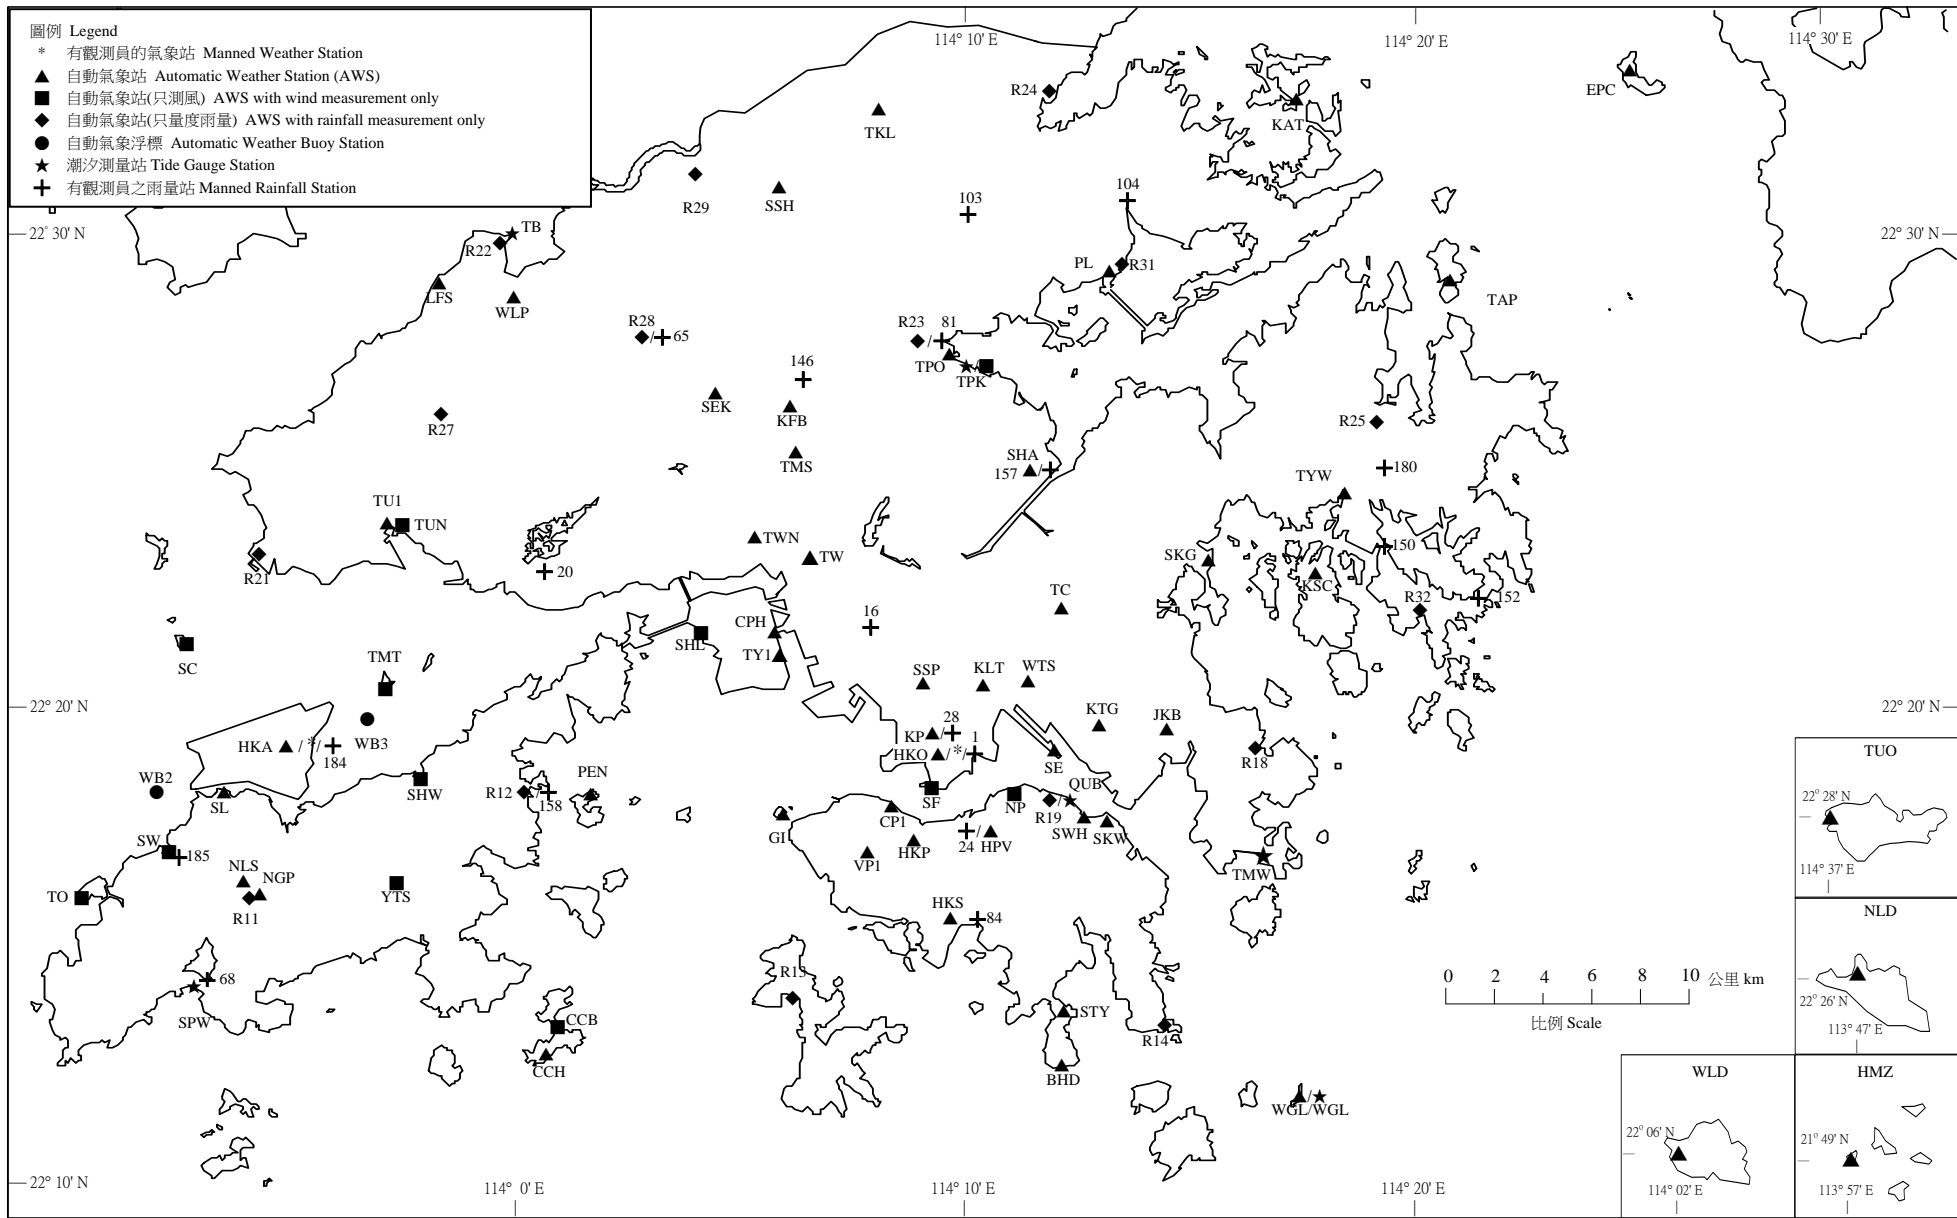 圖例 Legend
* 有觀測員的氣象站 Manned Weather Station
自動氣象站 Automatic Weather Station (AWS)
自動氣象站(只測風) AWS with wind measurement only
自動氣象站(只量度雨量) AWS with rainfall measurement only
自動氣象浮標 Automatic Weather Buoy Station
潮汐測量站 Tide Gauge Station
有觀測員之雨量站 Manned Rainfall Station
114° 10' E
114° 20' E
114° 30' E
R24
EPC
KAT
TKL
R29
SSH
103
104
22° 30' N
TB
R22
22° 30' N
PL
R31
LFS
WLP
TAP
R28
/
65
R23
/
81
146
TPO
TPK
/
SEK
KFB
R27
R25
TMS
SHA
157
/
180
TYW
TU1
TUN
TWN
TW
150
SKG
R21
20
KSC
R32
152
TC
16
CPH
SHL
TY1
SC
TMT
SSP
KLT
WTS
22° 20' N
22° 20' N
KTG
JKB
28
KP
/
1
HKA
/ */
184
WB3
HKO
/ */
SE
R18
TUO
WB2
SL
SHW
R12
/
158
PEN
SF
NP
QUB
R19
/
22° 28' N
GI
CP1
SWH
SKW
SW
185
24
/
HPV
HKP
VP1
114° 37' E
NLS
NGP
R11
TO
YTS
TMW
NLD
HKS
84
R13
68
SPW
0 2 4 6 8 10 公里 km
比例 Scale
22° 26' N
113° 47' E
CCB
STY
R14
CCH
BHD
WLD
HMZ
WGL/WGL
/
22° 06' N
21° 49' N
22° 10' N
114° 0' E
114° 10' E
114° 20' E
114° 02' E
113° 57' E